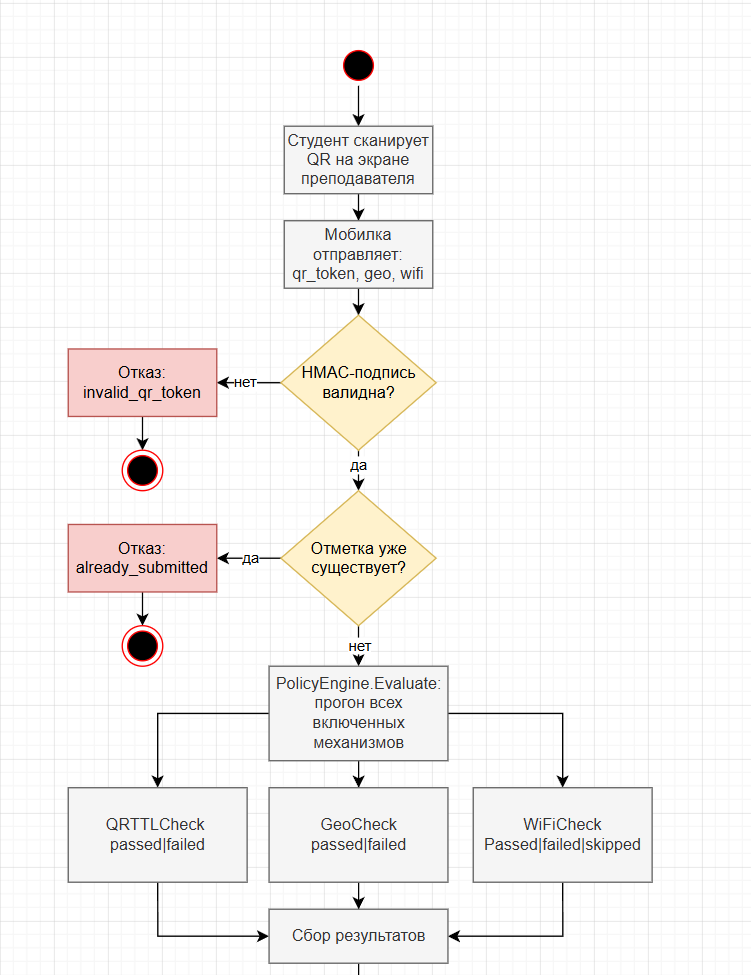 Студент сканирует
QR на экране
преподавателя
Мобилка
отправляет:
qr_token, geo, wifi
HMAC-подпись
валидна?
нет
Отказ:
invalid_qr_token
да
Отметка уже
существует?
да
Отказ:
already_submitted
нет
PolicyEngine.Evaluate:
прогон всех
включенных
механизмов
QRTTLCheck
passed|failed
GeoCheck
passed|failed
WiFiCheck
Passed|failed|skipped
Сбор результатов